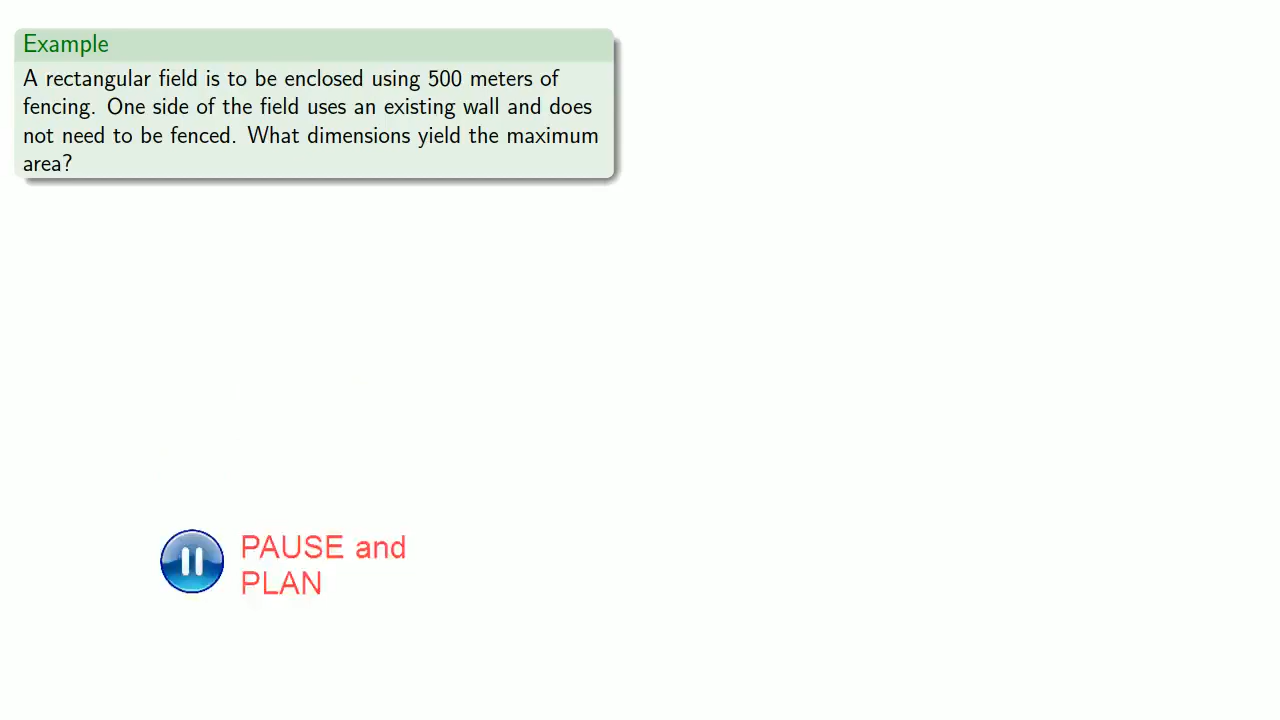 Example
A rectangular field is to be enclosed using 500 meters of
fencing. One side of the field uses an existing wall and does
not need to be fenced. What dimensions yield the maximum
area?
PAUSE and
PLAN